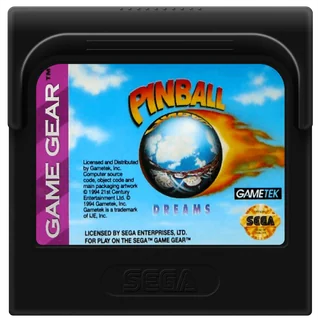 GAME GEAR™
PINBALL
DREAMS
Licensed and Distributed
by Gametek, Inc.
Computer source
code, object code and
main packaging artwork
© 1994 21st Century
Entertainment Ltd. ©
1994 Gametek, Inc.
Gametek is a trademark
of IJE, Inc.
GAMETEK
SEGA
LICENSED BY SEGA ENTERPRISES, LTD.
FOR PLAY ON THE SEGA™ GAME GEAR™.
SEGA